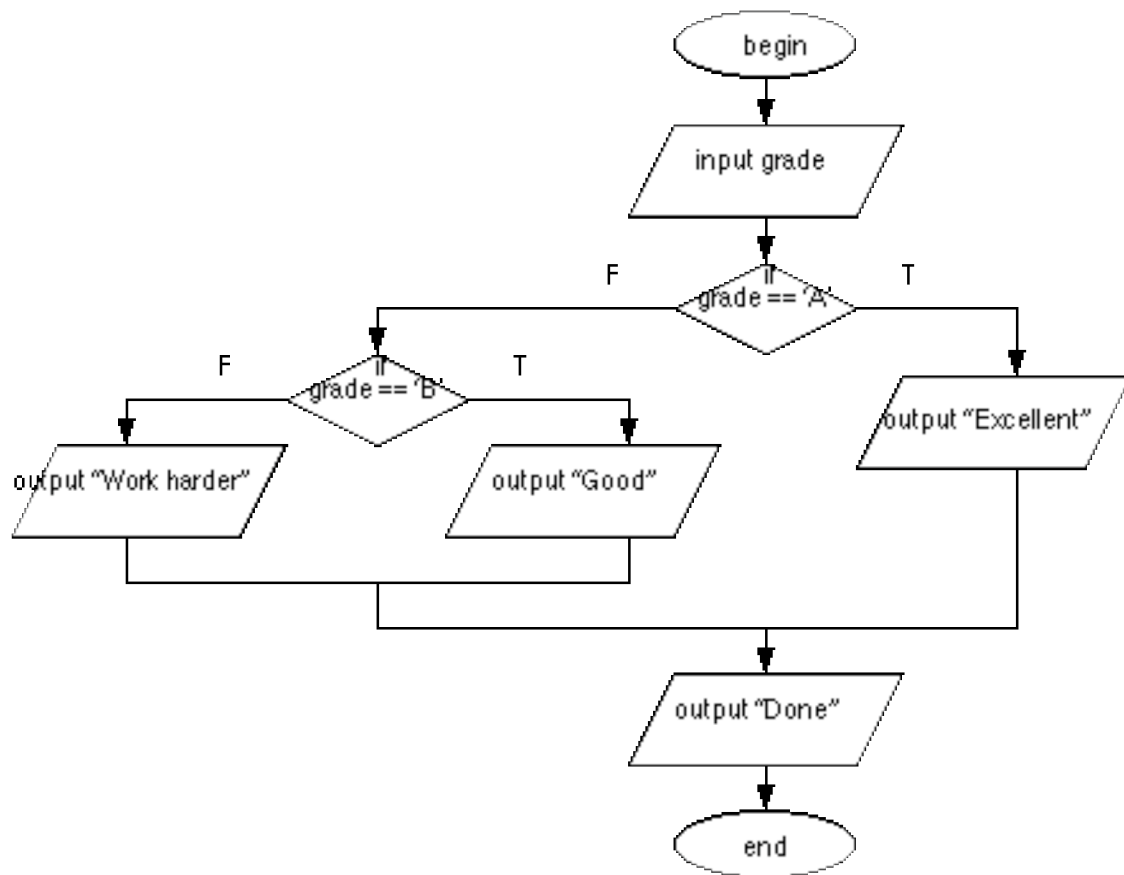 begin
input grade
F
if
T
grade == ‘A’
F
if
T
grade == ‘B’
output “Excellent”
output “Work harder”
output “Good”
output “Done”
end